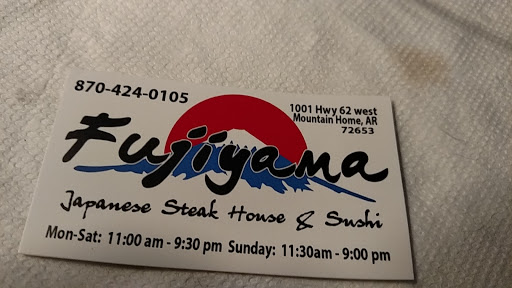 870-424-0105
1001 Hwy 62 west
Mountain Home, AR
72653
Fujiyama
Japanese Steak House & Sushi
Mon-Sat: 11:00 am - 9:30 pm Sunday: 11:30am - 9:00 pm